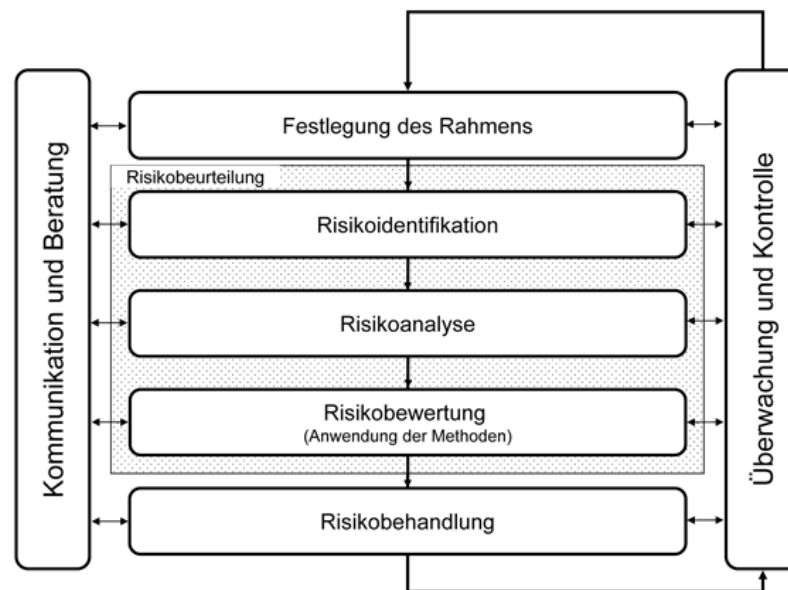 Kommunikation und Beratung
Festlegung des Rahmens
Risikobeurteilung
Risikoidentifikation
Risikoanalyse
Risikobewertung
(Anwendung der Methoden)
Risikobehandlung
Überwachung und Kontrolle